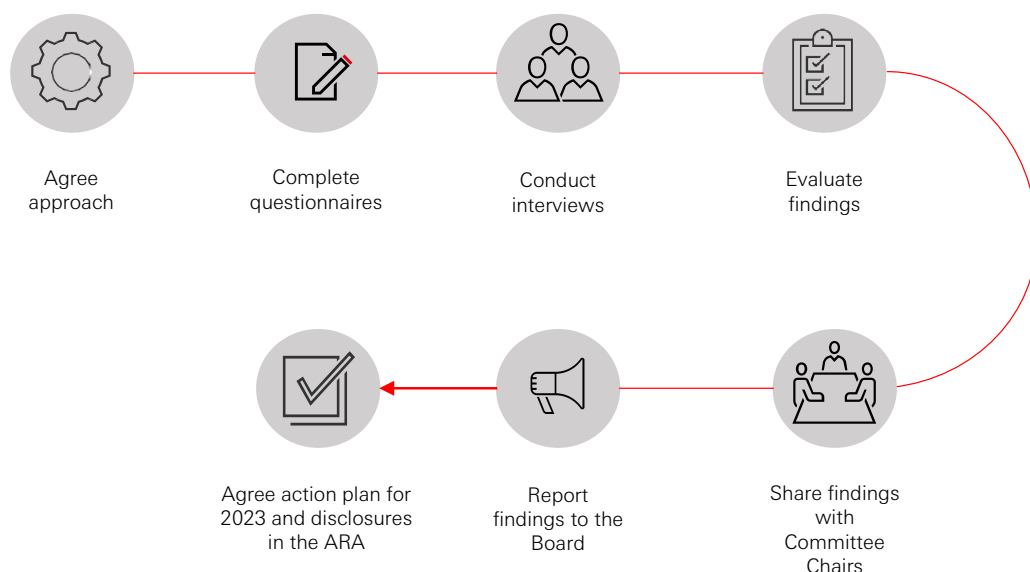 Agree
approach
Complete
questionnaires
Conduct
interviews
Evaluate
findings
Share findings
with
Committee
Chairs
Report
findings to the
Board
Agree action plan for
2023 and disclosures
in the ARA